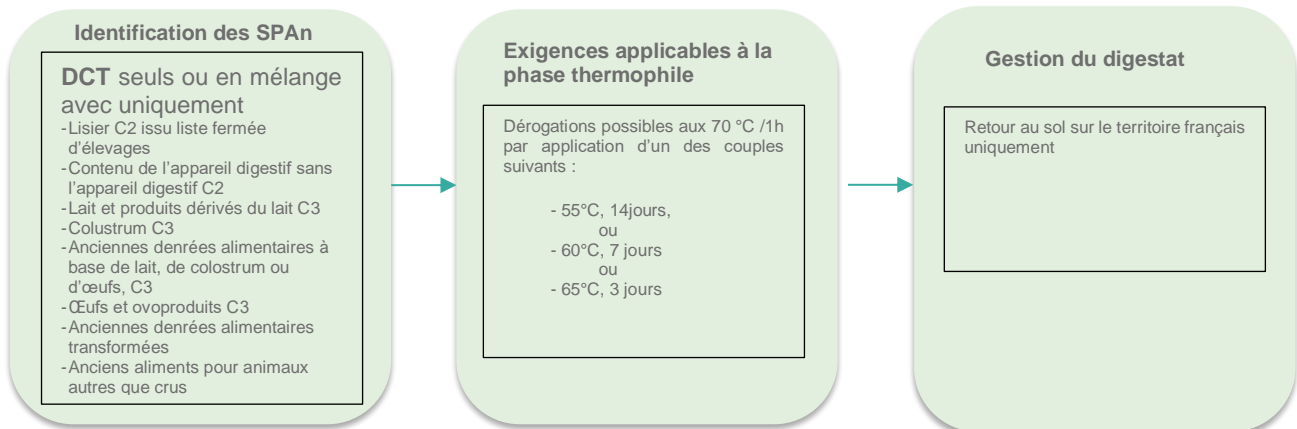 Identification des SPAn
DCT seuls ou en mélange
avec uniquement
-Lisier C2 issu liste fermée
d'élevages
-Contenu de l'appareil digestif sans
l'appareil digestif C2
-Lait et produits dérivés du lait C3
-Colustrum C3
-Anciennes denrées alimentaires à
base de lait, de colostrum ou
d'œufs, C3
-Œufs et ovoproduits C3
-Anciennes denrées alimentaires
transformées
-Anciens aliments pour animaux
autres que crus
Exigences applicables à la
phase thermophile
Dérogations possibles aux 70 °C /1h
par application d'un des couples
suivants :
- 55°C, 14jours,
ou
- 60°C, 7 jours
ou
- 65°C, 3 jours
Gestion du digestat
Retour au sol sur le territoire français
uniquement